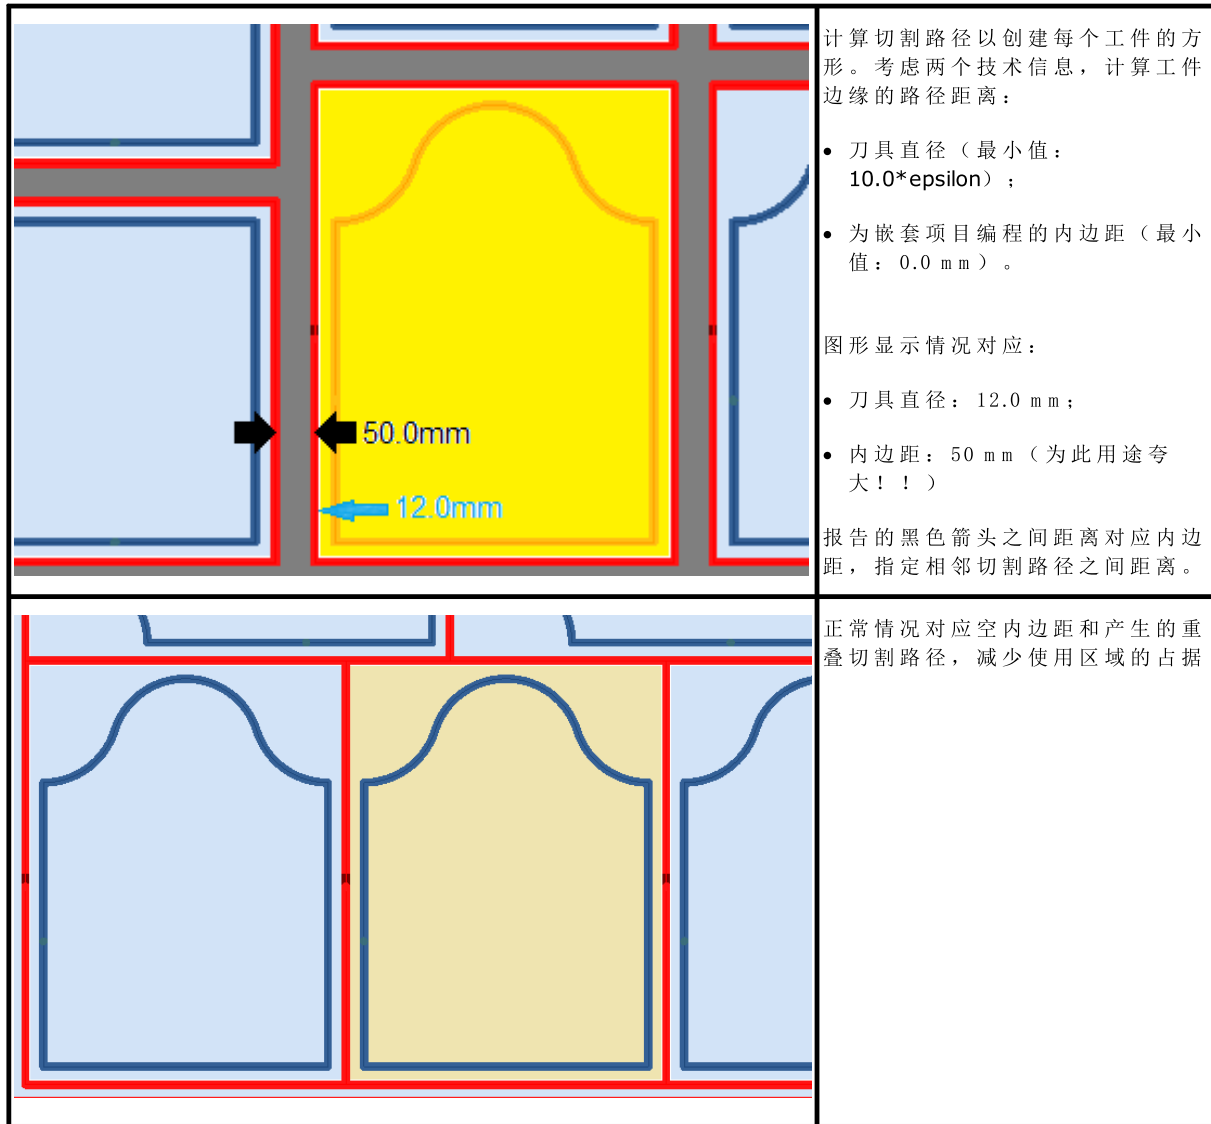 计算切割路径以创建每个工件的方
形。考虑两个技术信息，计算工件
边缘的路径距离：
• 刀具直径（最小值：
10.0*epsilon）；
• 为嵌套项目编程的内边距（最小
值：0.0 mm）。
图形显示情况对应：
• 刀具直径：12.0 mm；
• 内边距：50 mm（为此用途夸
大！！）
报告的黑色箭头之间距离对应内边
距，指定相邻切割路径之间距离。
50.0mm
12.0mm
正常情况对应空内边距和产生的重
叠切割路径，减少使用区域的占据